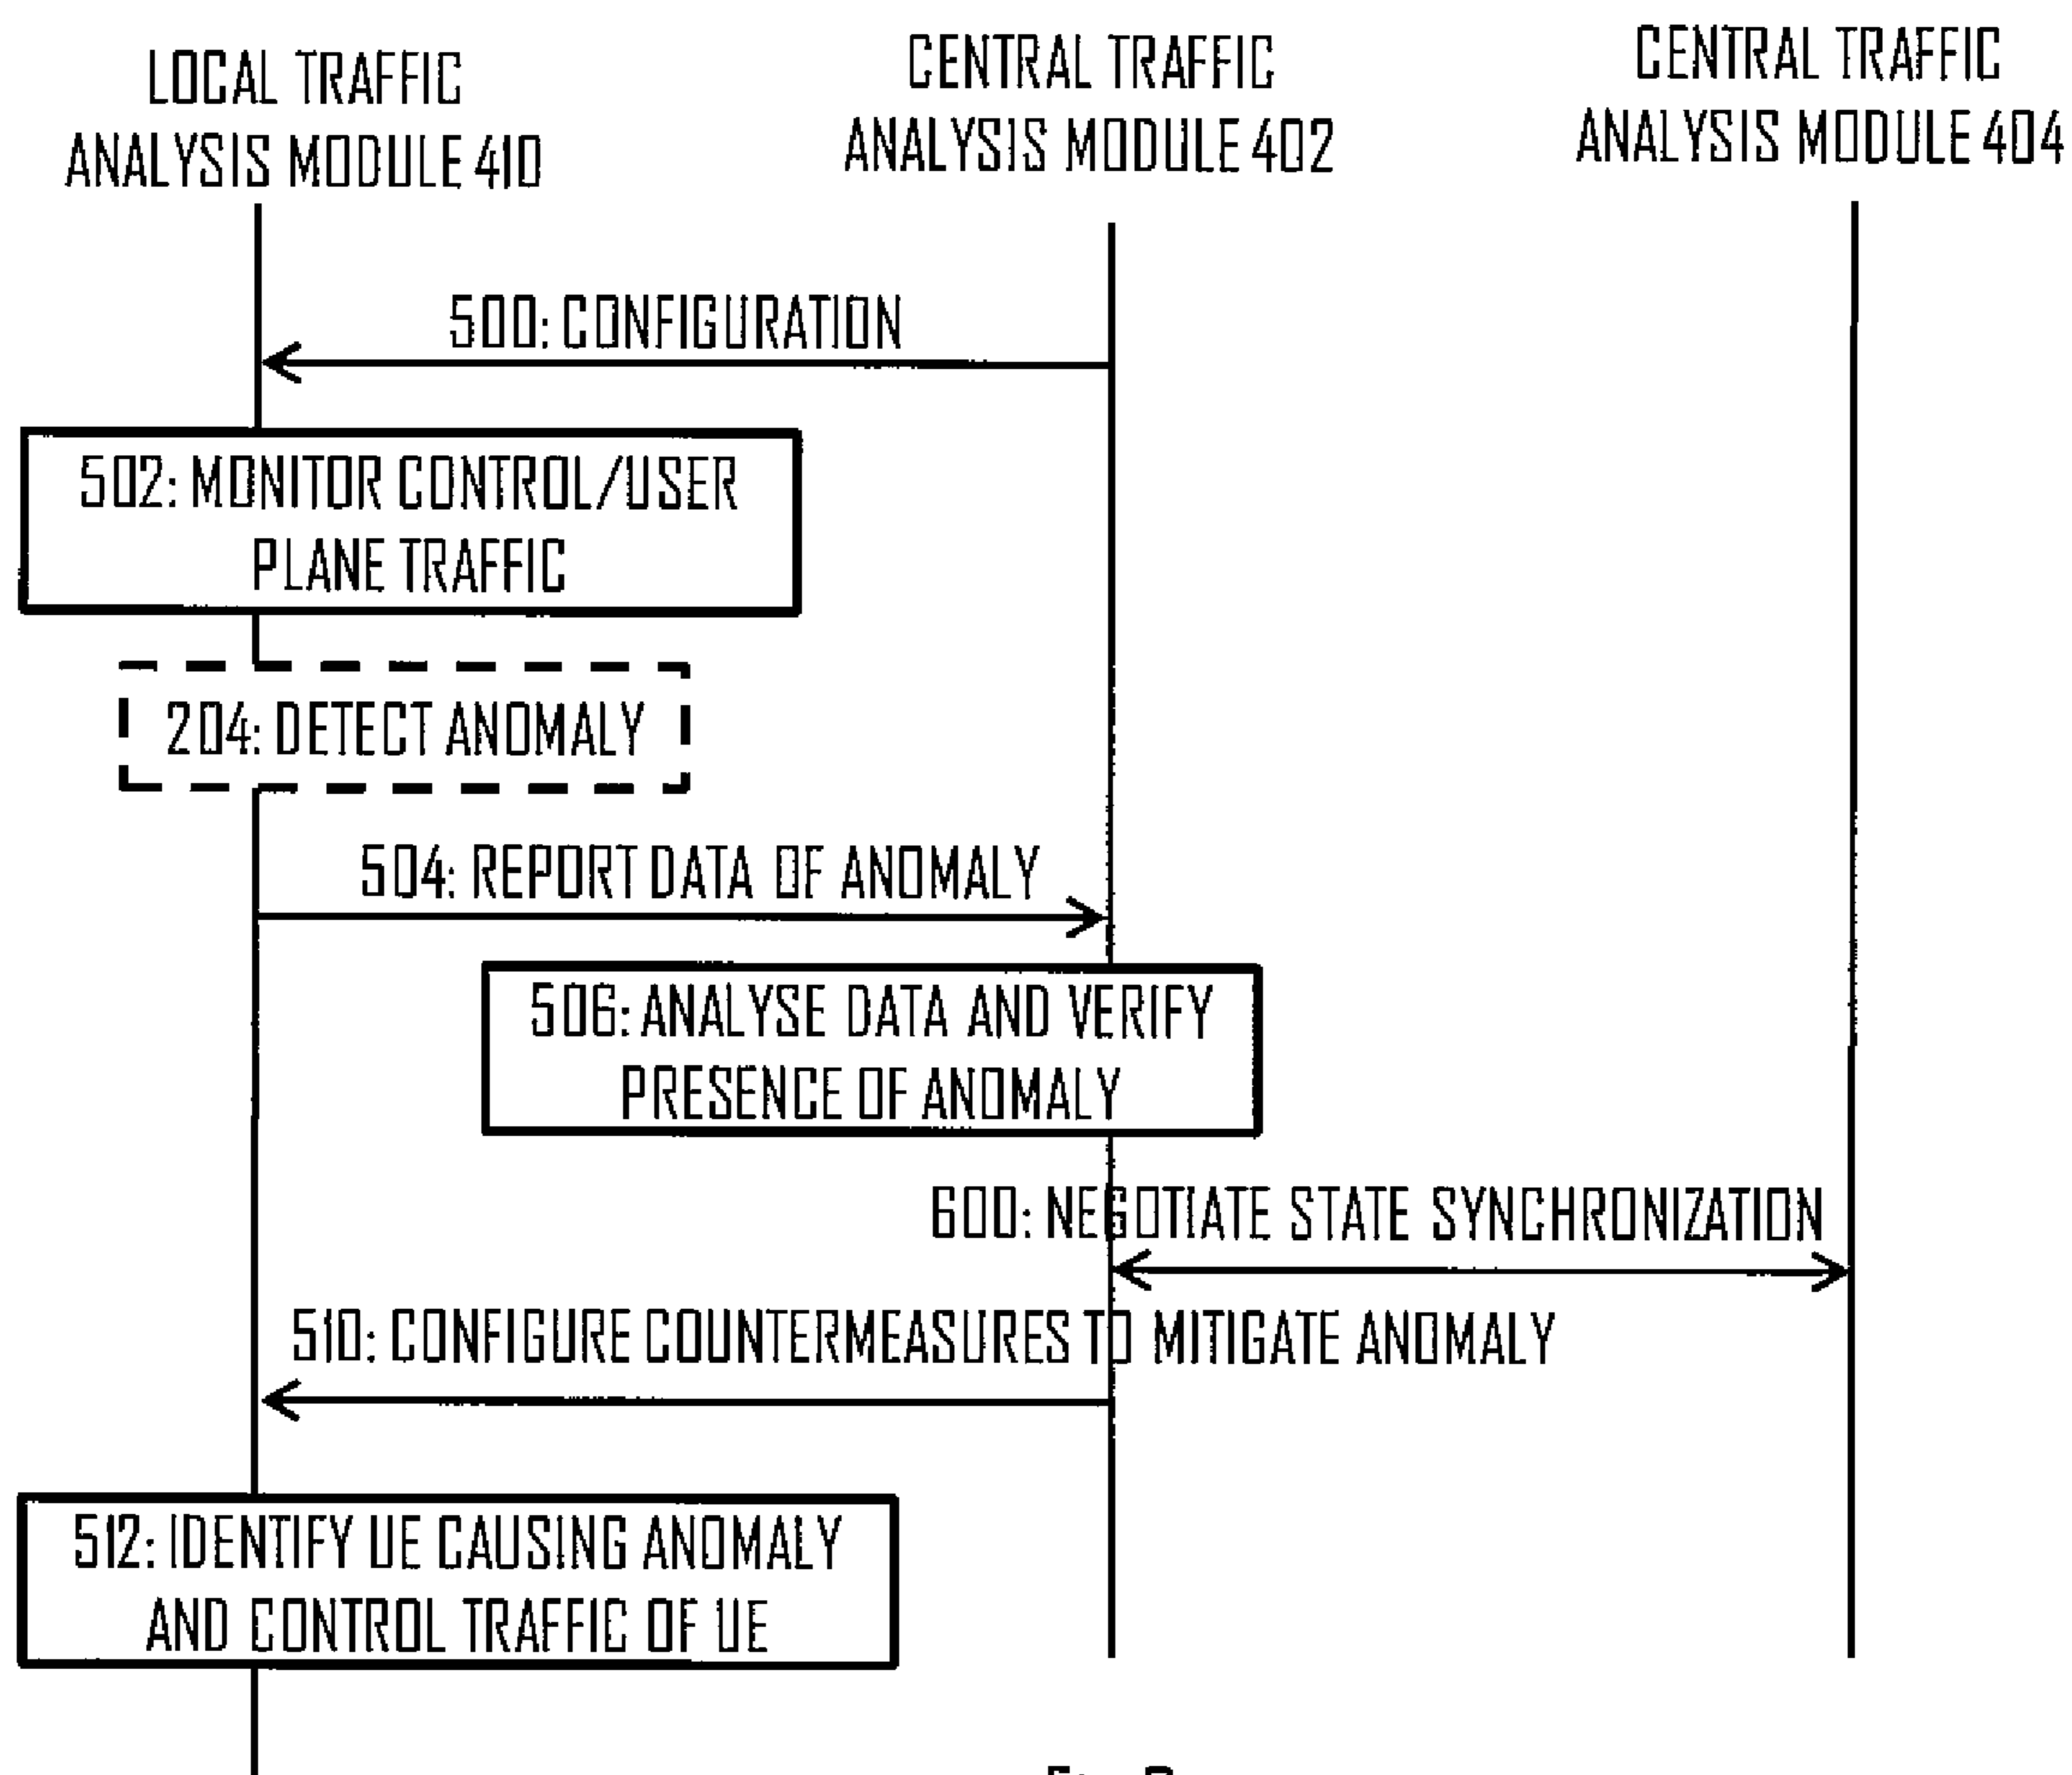 LOCAL TRAFFIC
ANALYSIS MODULE 410
CENTRAL TRAFFIC
ANALYSIS MODULE 402
CENTRAL TRAFFIC
ANALYSIS MODULE 404
500: CONFIGURATION
502: MONITOR CONTROL/USER
PLANE TRAFFIC
204: DETECT ANOMALY
504: REPORT DATA OF ANOMALY
506: ANALYSE DATA AND VERIFY
PRESENCE OF ANOMALY
600: NEGOTIATE STATE SYNCHRONIZATION
510: CONFIGURE COUNTERMEASURES TO MITIGATE ANOMALY
512: IDENTIFY UE CAUSING ANOMALY
AND CONTROL TRAFFIC OF UE